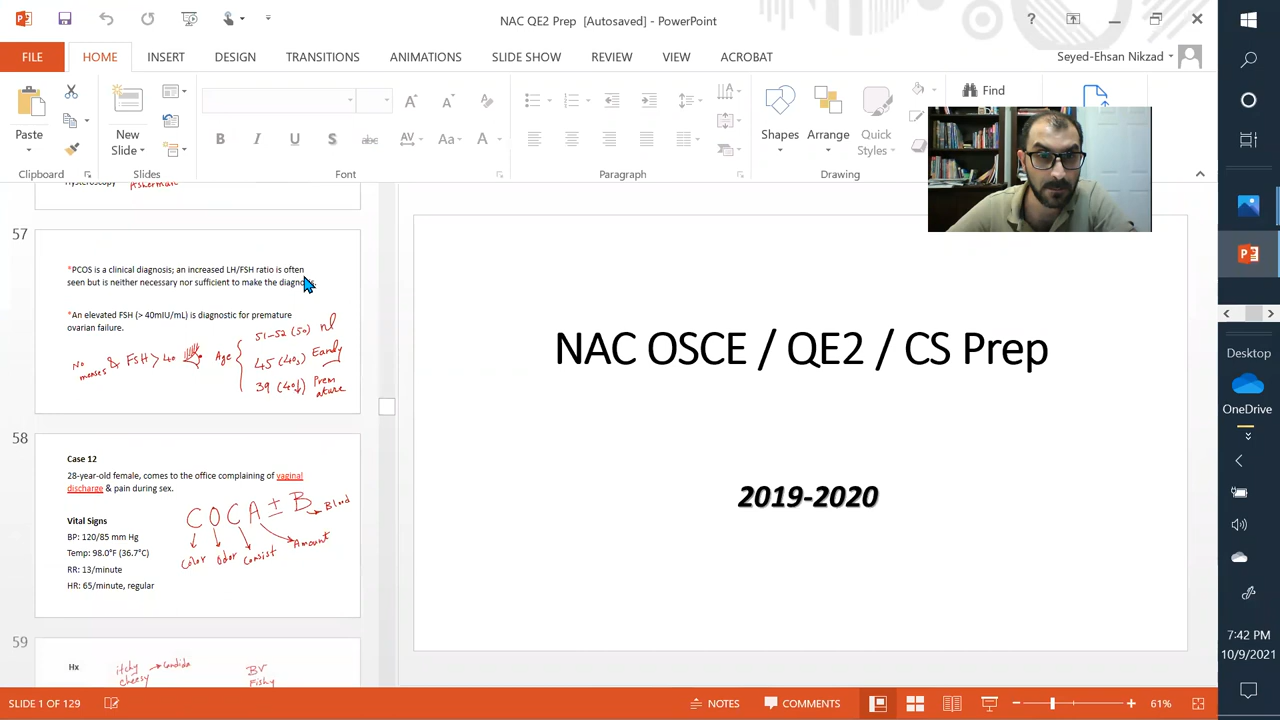 NAC QE2 Prep [Autosaved] - PowerPoint
FILE HOME INSERT DESIGN TRANSITIONS ANIMATIONS SLIDE SHOW REVIEW VIEW ACROBAT
Seyed-Ehsan Nikzad
Paste
New
Slide
Shapes
Arrange
Quick
Styles
Find
Clipboard
Slides
Font
Paragraph
Drawing
57
*PCOS is a clinical diagnosis; an increased LH/FSH ratio is often
seen but is neither necessary nor sufficient to make the diagnosis.
*An elevated FSH (> 40mIU/mL) is diagnostic for premature
ovarian failure.
No
menses & FSH > 40
Age
51-52 (50) nl
45 (40s) Early
39 (40↓) Prem
ature
58
Case 12
28-year-old female, comes to the office complaining of vaginal
discharge & pain during sex.
Vital Signs
BP: 120/85 mm Hg
Temp: 98.0°F (36.7°C)
RR: 13/minute
HR: 65/minute, regular
COCA ± B
Blood
Color Odor Consist Amount
59
Hx
itchy
cheesy
Candida
BV
Fishy
NAC OSCE / QE2 / CS Prep
2019-2020
Desktop
OneDrive
7:42 PM
10/9/2021
SLIDE 1 OF 129
NOTES
COMMENTS
61%